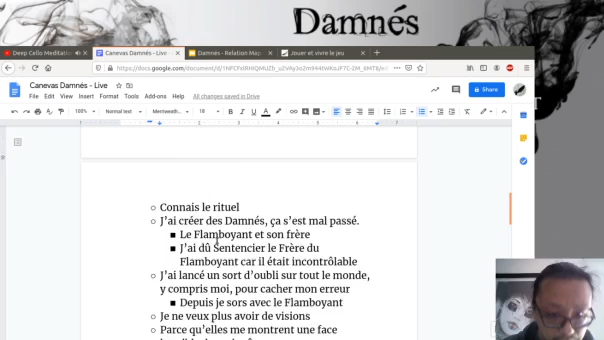 Damnés
Deep Cello Meditati
Canevas Damnés - Live
Damnés - Relation Map
Jouer et vivre le jeu
Canevas Damnés - Live
File Edit View Insert Format Tools Add-ons Help All changes saved in Drive
Share
100% Normal text Merriweath... 18
Connais le rituel
J'ai créer des Damnés, ça s'est mal passé.
Le Flamboyant et son frère
J'ai dû Sentencier le Frère du
Flamboyant car il était incontrôlable
J'ai lancé un sort d'oubli sur tout le monde,
y compris moi, pour cacher mon erreur
Depuis je sors avec le Flamboyant
Je ne veux plus avoir de visions
Parce qu'elles me montrent une face